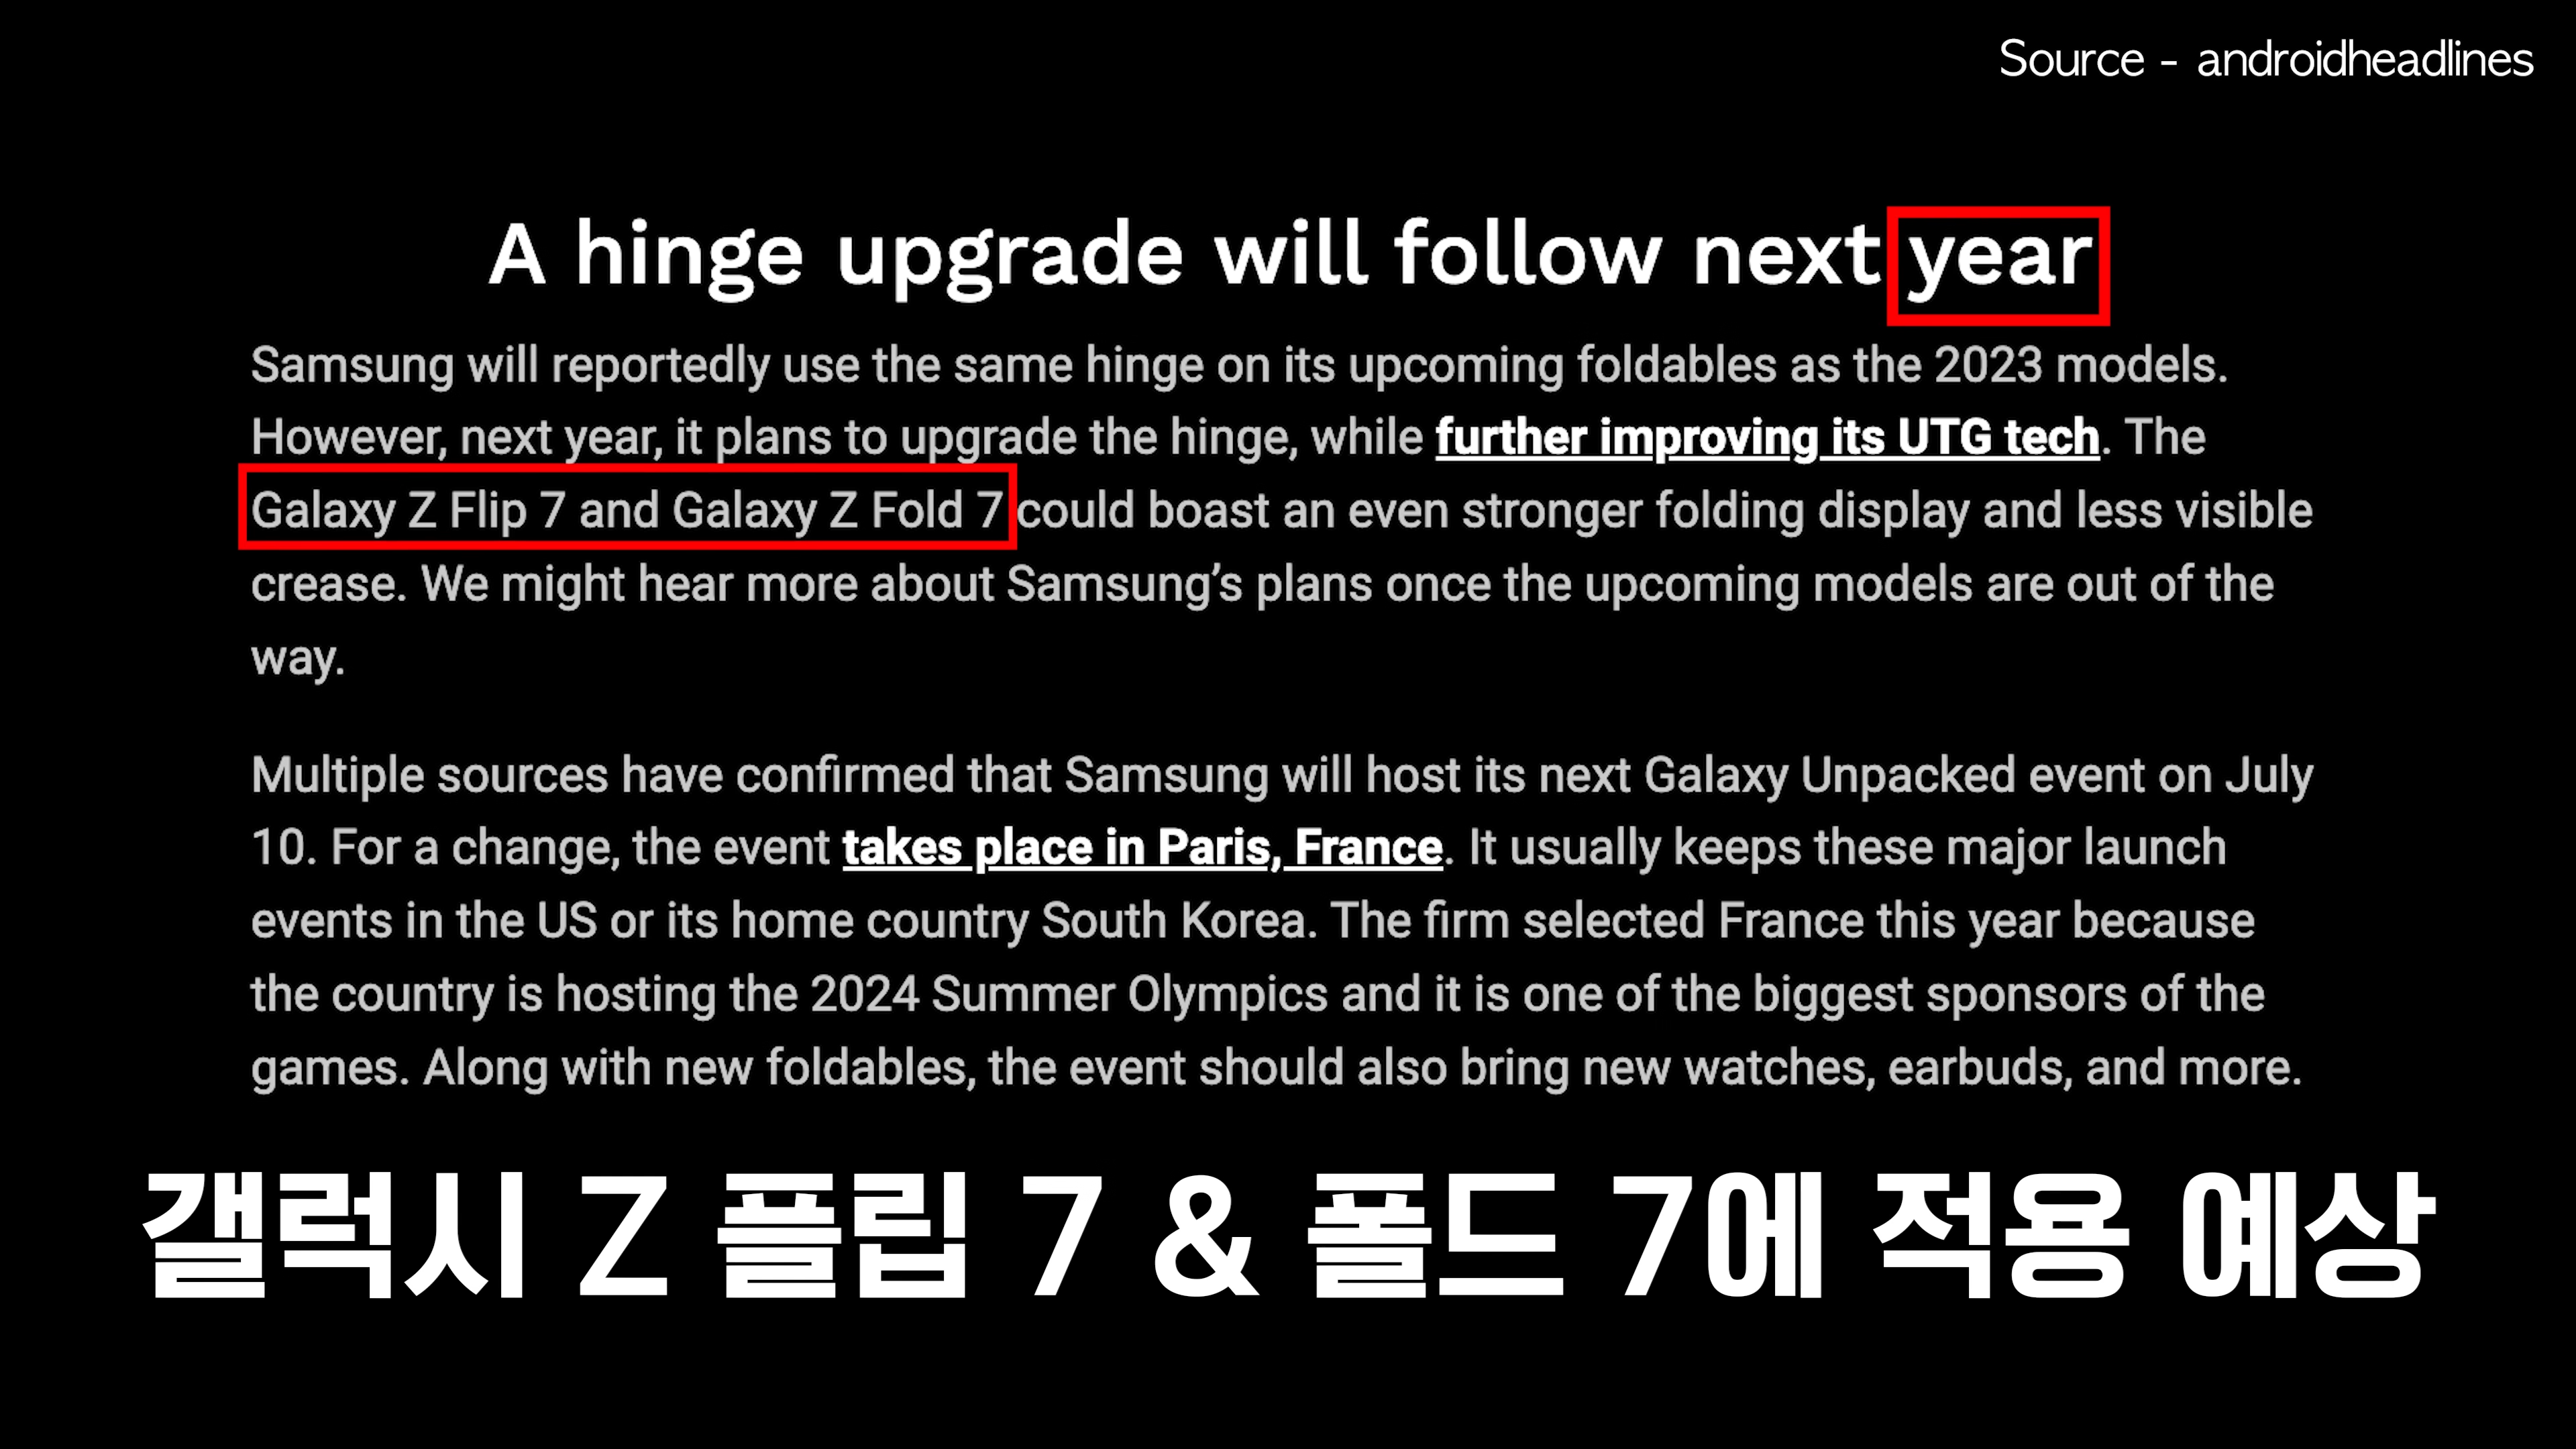 Source - androidheadlines
A hinge upgrade will follow next year
Samsung will reportedly use the same hinge on its upcoming foldables as the 2023 models.
However, next year, it plans to upgrade the hinge, while further improving its UTG tech. The
Galaxy Z Flip 7 and Galaxy Z Fold 7 could boast an even stronger folding display and less visible
crease. We might hear more about Samsung’s plans once the upcoming models are out of the
way.
Multiple sources have confirmed that Samsung will host its next Galaxy Unpacked event on July
10. For a change, the event takes place in Paris, France. It usually keeps these major launch
events in the US or its home country South Korea. The firm selected France this year because
the country is hosting the 2024 Summer Olympics and it is one of the biggest sponsors of the
games. Along with new foldables, the event should also bring new watches, earbuds, and more.
갤럭시 Z 플립 7 & 폴드 7에 적용 예상